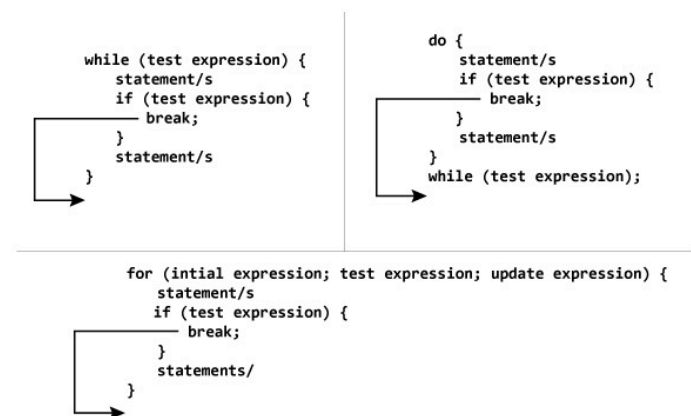 while (test expression) {
statement/s
if (test expression) {
break;
}
statement/s
}
do {
statement/s
if (test expression) {
break;
}
statement/s
}
while (test expression);
for (intial expression; test expression; update expression) {
statement/s
if (test expression) {
break;
}
statements/
}